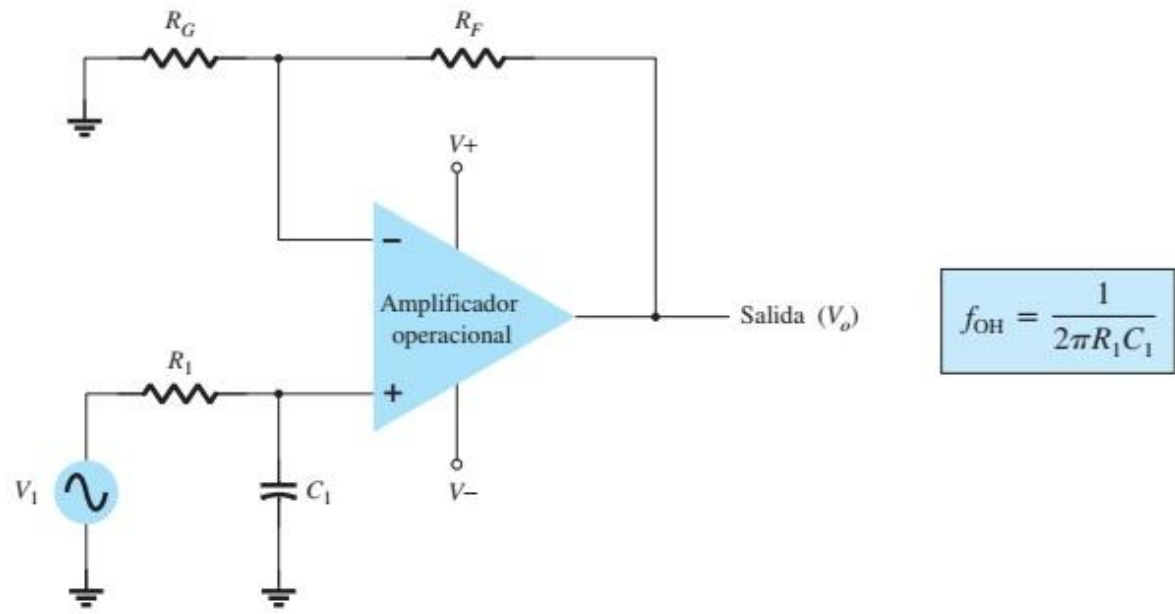 R_G
R_F
V+
−
Amplificador
operacional
Salida (V_o)
f_OH = 1 / 2πR_1C_1
R_1
+
V_1
C_1
V−